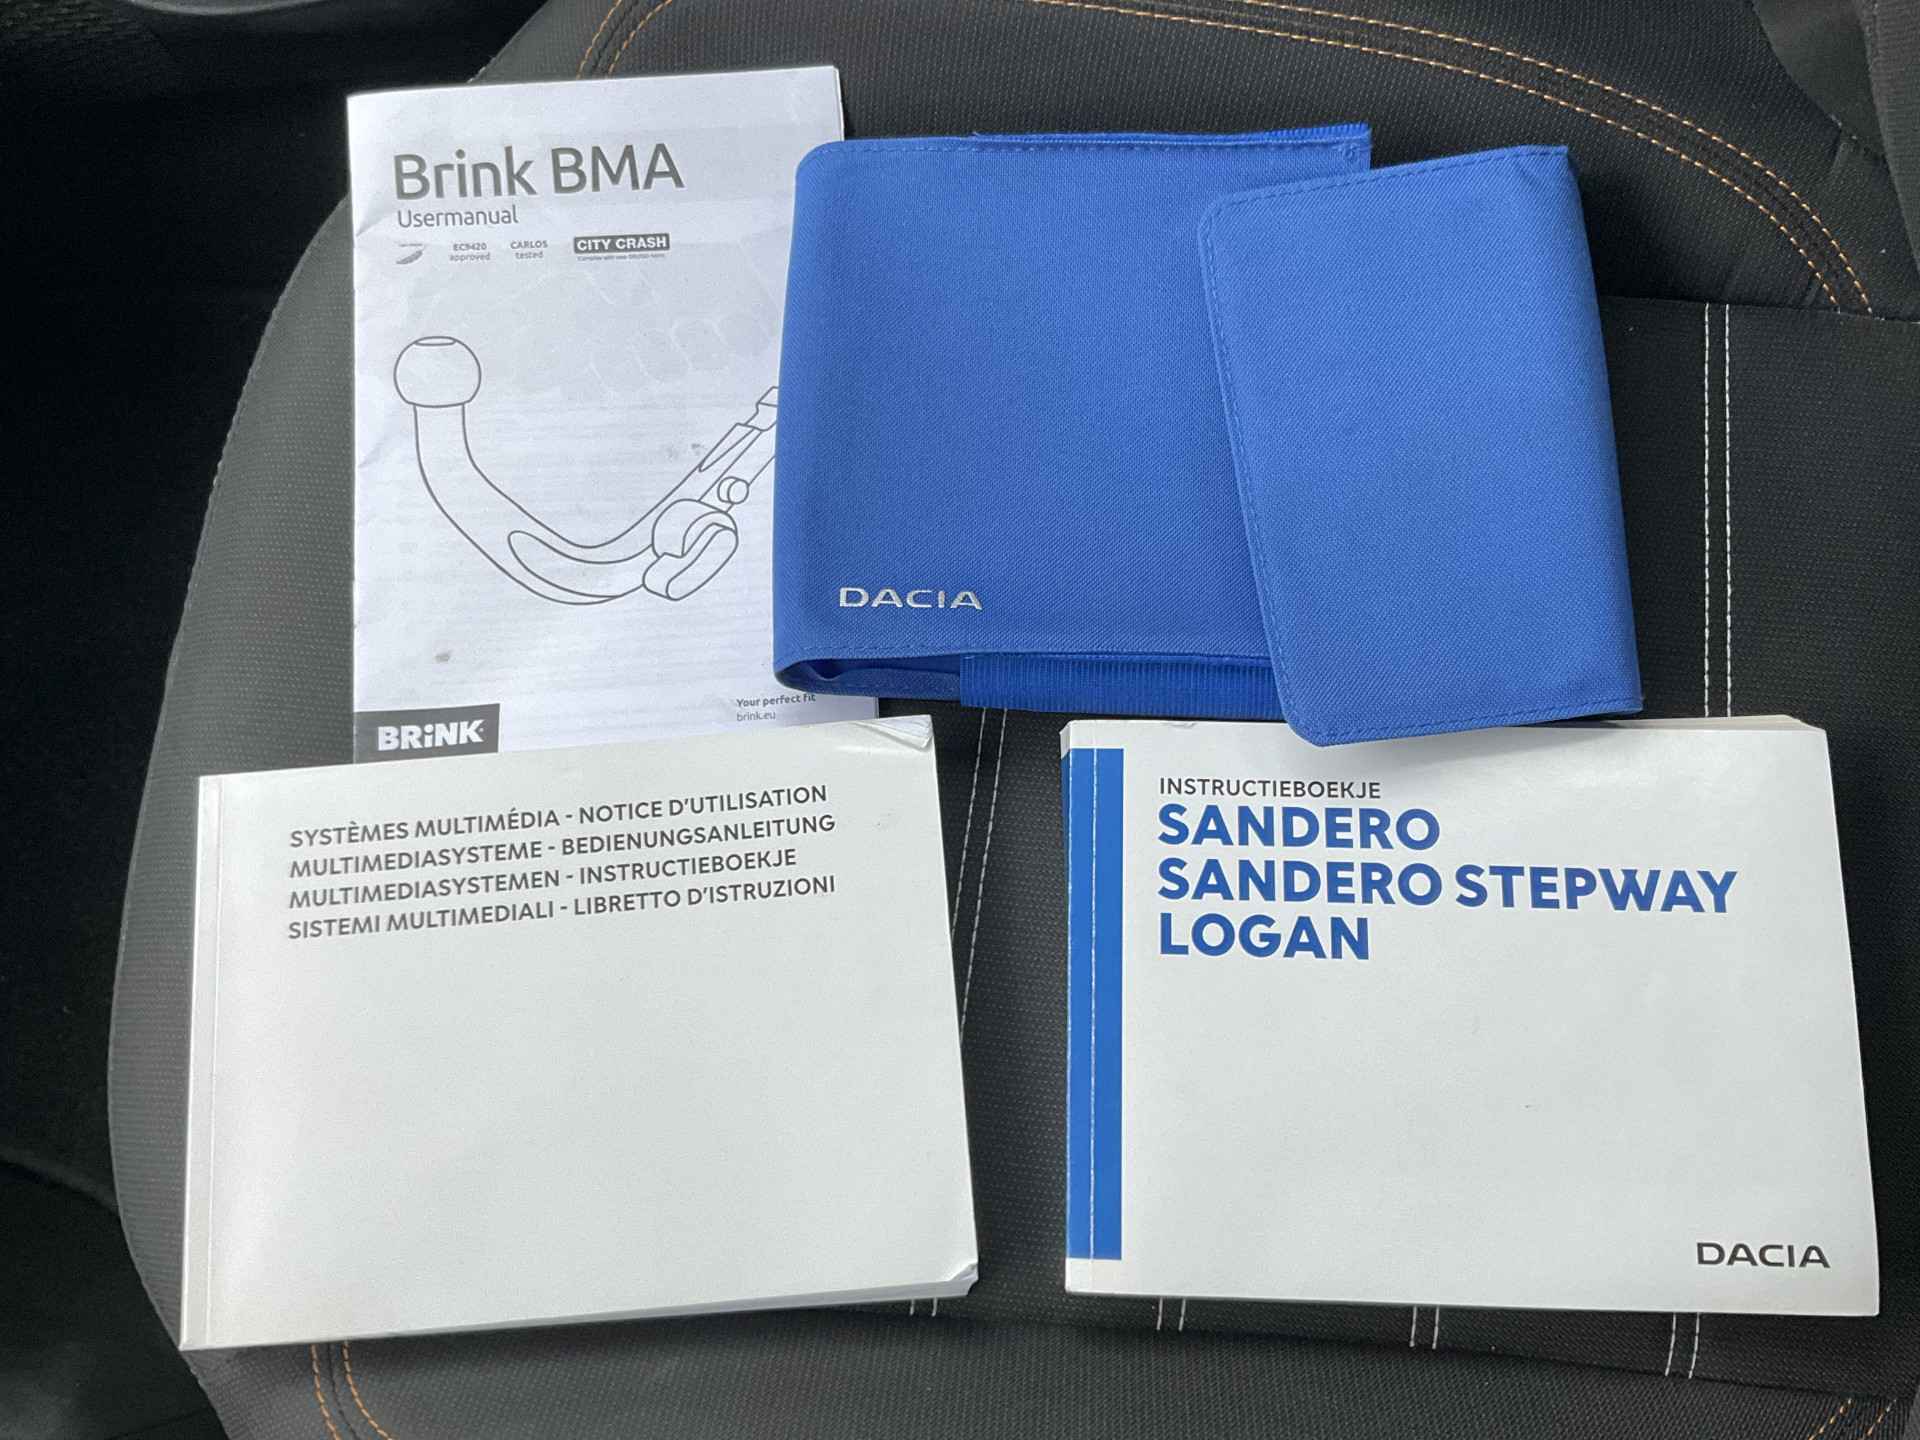 Brink BMA
Usermanual
EC9420
approved
CARLOS
tested
CITY CRASH
Your perfect fit
brink.eu
BRiNK
DACIA
SYSTÈMES MULTIMÉDIA - NOTICE D'UTILISATION
MULTIMEDIASYSTEME - BEDIENUNGSANLEITUNG
MULTIMEDIASYSTEMEN - INSTRUCTIEBOEKJE
SISTEMI MULTIMEDIALI - LIBRETTO D'ISTRUZIONI
INSTRUCTIEBOEKJE
SANDERO
SANDERO STEPWAY
LOGAN
DACIA